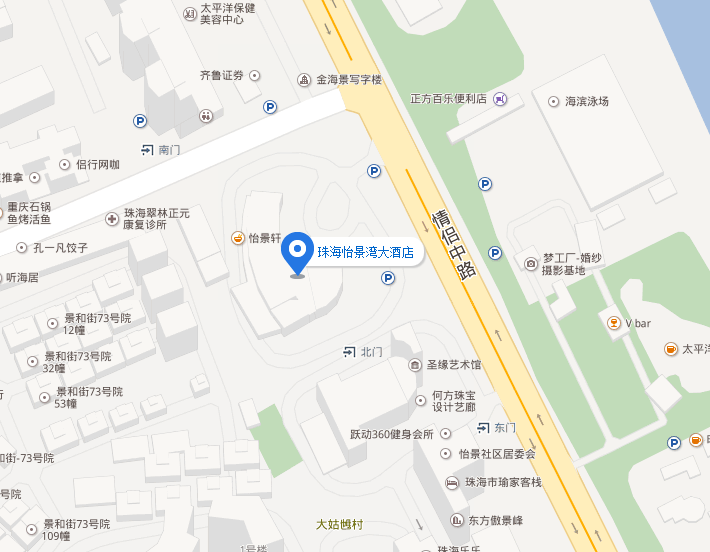 太平洋保健
美容中心
齐鲁证券
金海景写字楼
正方百乐便利店
海滨泳场
P
P
南门
侣行网咖
推拿
P
P
重庆石锅
鱼烤活鱼
珠海翠林正元
康复诊所
情侣中路
孔一凡饺子
怡景轩
珠海怡景湾大酒店
P
梦工厂-婚纱
摄影基地
听海居
P
景和街73号院
12幢
V bar
太平洋
北门
景和街73号院
32幢
圣缘艺术馆
景和街73号院
53幢
何方珠宝
设计艺廊
跃动360健身会所
东门
P
和街-73号院
怡景社区居委会
珠海市瑜家客栈
号院
景和街73号院
109幢
大姑乸村
东方傲景峰
1号楼
珠海乐乐